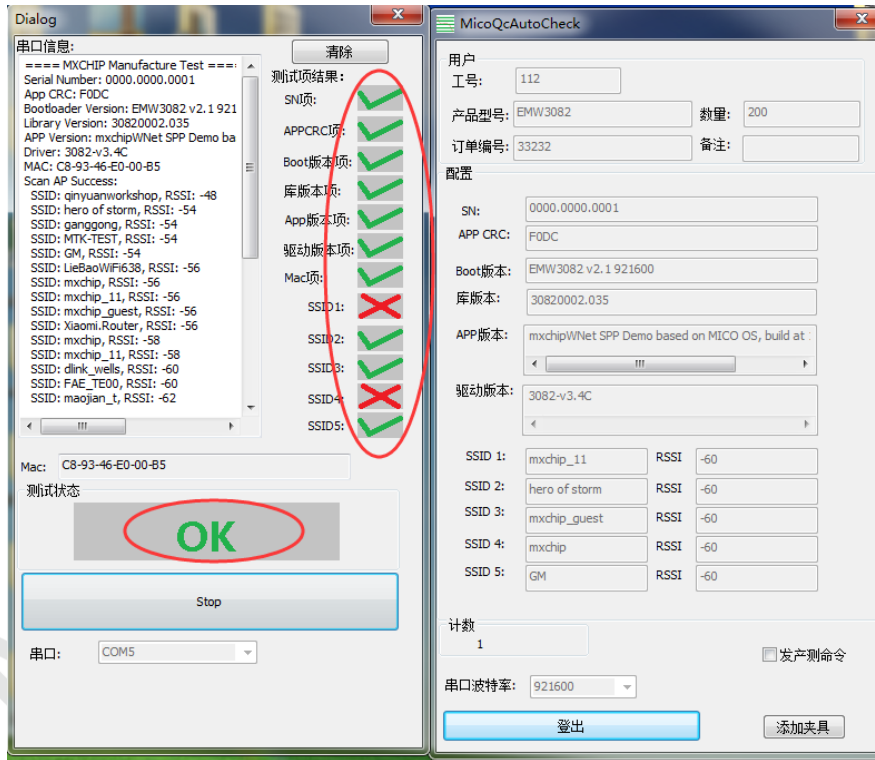 Dialog
串口信息:
==== MXCHIP Manufacture Test ===:
Serial Number: 0000.0000.0001
App CRC: F0DC
Bootloader Version: EMW3082 v2.1 921
Library Version: 30820002.035
APP Version: mxchipWNet SPP Demo ba
Driver: 3082-v3.4C
MAC: C8-93-46-E0-00-B5
Scan AP Success:
SSID: qinyuanworkshop, RSSI: -48
SSID: hero of storm, RSSI: -54
SSID: ganggong, RSSI: -54
SSID: MTK-TEST, RSSI: -54
SSID: GM, RSSI: -54
SSID: LieBaoWiFi638, RSSI: -56
SSID: mxchip, RSSI: -56
SSID: mxchip_11, RSSI: -56
SSID: mxchip_guest, RSSI: -56
SSID: Xiaomi.Router, RSSI: -56
SSID: mxchip, RSSI: -58
SSID: mxchip_11, RSSI: -58
SSID: dlink_wells, RSSI: -60
SSID: FAE_TE00, RSSI: -60
SSID: maojian_t, RSSI: -62
清除
测试项结果:
SN项:
APPCRC项:
Boot版本项:
库版本项:
App版本项:
驱动版本项:
Mac项:
SSID1:
SSID2:
SSID3:
SSID4:
SSID5:
Mac: C8-93-46-E0-00-B5
测试状态
OK
Stop
串口: COM5
MicoQcAutoCheck
用户
工号: 112
产品型号: EMW3082 数量: 200
订单编号: 33232 备注:
配置
SN: 0000.0000.0001
APP CRC: F0DC
Boot版本: EMW3082 v2.1 921600
库版本: 30820002.035
APP版本: mxchipWNet SPP Demo based on MICO OS, build at
驱动版本: 3082-v3.4C
SSID 1: mxchip_11 RSSI -60
SSID 2: hero of storm RSSI -60
SSID 3: mxchip_guest RSSI -60
SSID 4: mxchip RSSI -60
SSID 5: GM RSSI -60
计数
1
发产测命令
串口波特率: 921600
登出
添加夹具